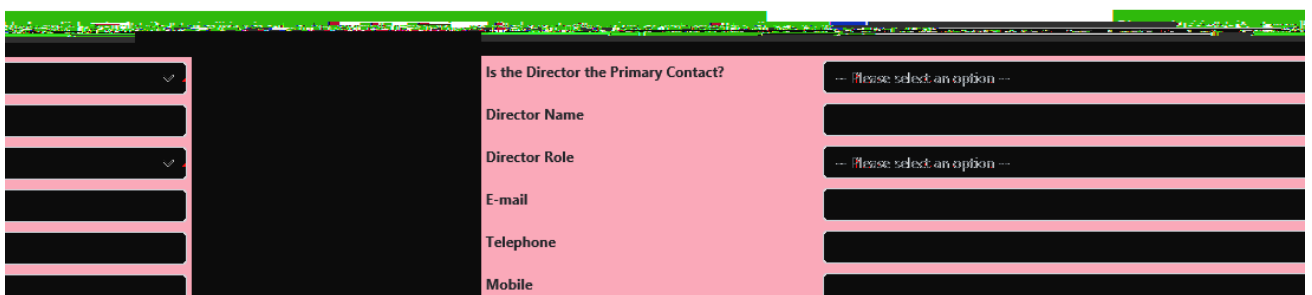 Is the Director the Primary Contact?
-- Please select an option --
Director Name
Director Role
-- Please select an option --
E-mail
Telephone
Mobile